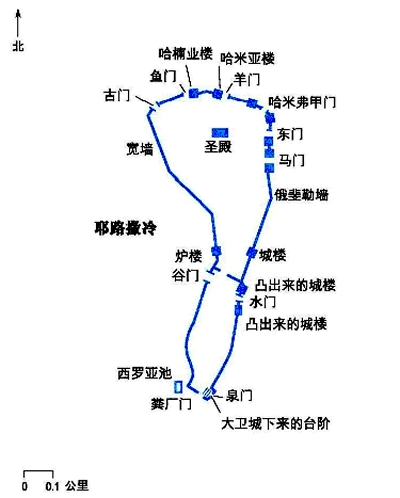 北
哈楠业楼
哈米亚楼
鱼门
羊门
古门
哈米弗甲门
东门
宽墙
圣殿
马门
俄斐勒墙
耶路撒冷
炉楼
城楼
谷门
凸出来的城楼
水门
凸出来的城楼
西罗亚池
粪厂门
泉门
大卫城下来的台阶
0 0.1 公里